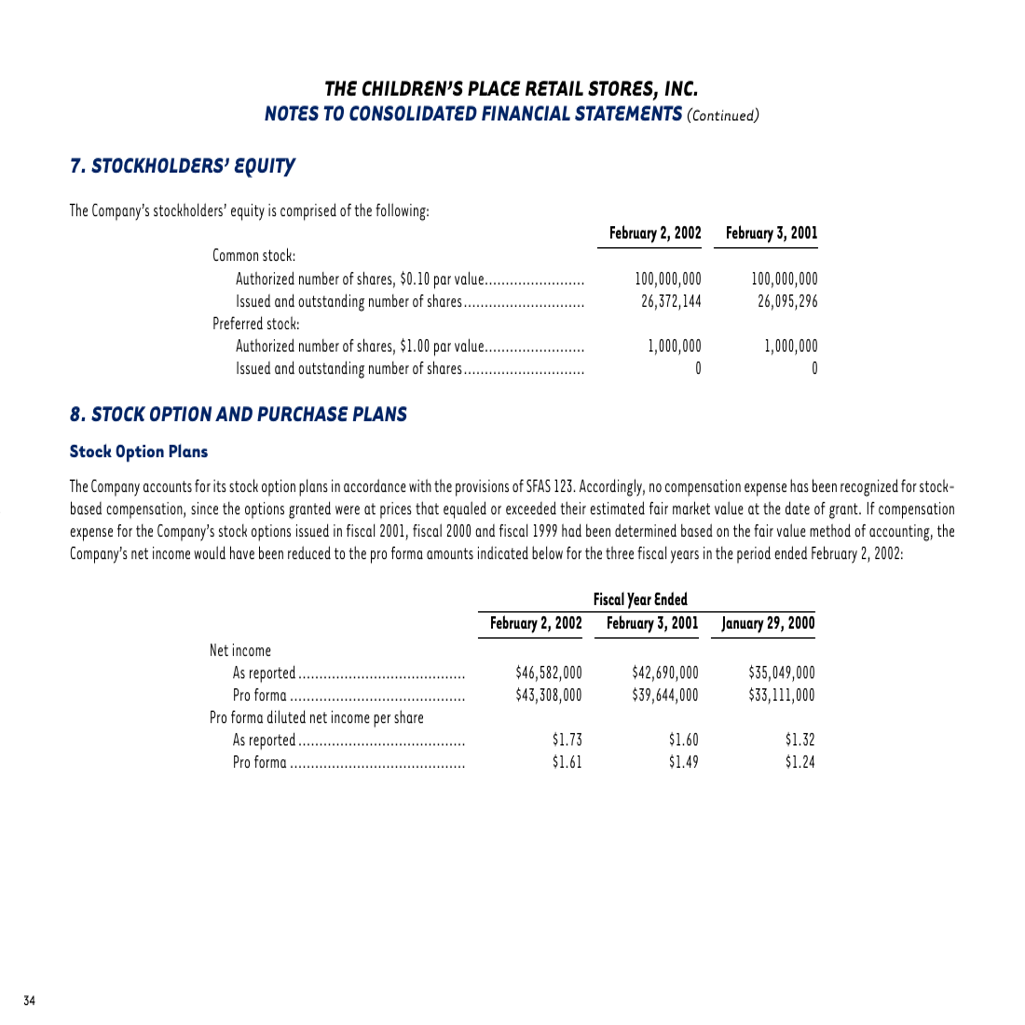 THE CHILDREN'S PLACE RETAIL STORES, INC.
NOTES TO CONSOLIDATED FINANCIAL STATEMENTS (Continued)
7. STOCKHOLDERS' EQUITY
The Company's stockholders' equity is comprised of the following:
February 2, 2002 February 3, 2001
Common stock:
Authorized number of shares, $0.10 par value........................ 100,000,000 100,000,000
Issued and outstanding number of shares............................. 26,372,144 26,095,296
Preferred stock:
Authorized number of shares, $1.00 par value........................ 1,000,000 1,000,000
Issued and outstanding number of shares............................. 0 0
8. STOCK OPTION AND PURCHASE PLANS
Stock Option Plans
The Company accounts for its stock option plans in accordance with the provisions of SFAS 123. Accordingly, no compensation expense has been recognized for stock-
based compensation, since the options granted were at prices that equaled or exceeded their estimated fair market value at the date of grant. If compensation
expense for the Company's stock options issued in fiscal 2001, fiscal 2000 and fiscal 1999 had been determined based on the fair value method of accounting, the
Company's net income would have been reduced to the pro forma amounts indicated below for the three fiscal years in the period ended February 2, 2002:
Fiscal Year Ended
February 2, 2002 February 3, 2001 January 29, 2000
Net income
As reported ........................................ $46,582,000 $42,690,000 $35,049,000
Pro forma .......................................... $43,308,000 $39,644,000 $33,111,000
Pro forma diluted net income per share
As reported ........................................ $1.73 $1.60 $1.32
Pro forma .......................................... $1.61 $1.49 $1.24
34